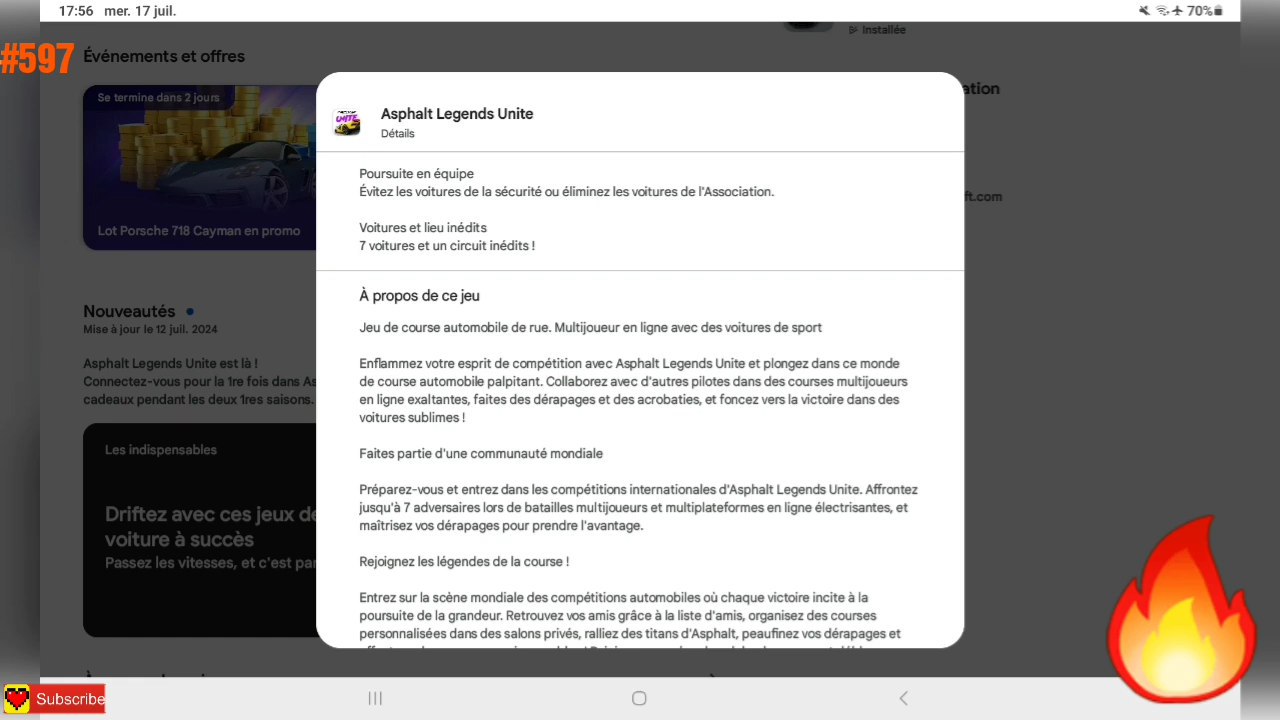 17:56 mer. 17 juil.
70%
#597
Événements et offres
Installée
Se termine dans 2 jours
Lot Porsche 718 Cayman en promo
Nouveautés
Mise à jour le 12 juil. 2024
Asphalt Legends Unite est là !
Connectez-vous pour la 1re fois dans As
cadeaux pendant les deux 1res saisons.
Les indispensables
Driftez avec ces jeux de
voiture à succès
Passez les vitesses, et c'est par
Asphalt Legends Unite
Détails
Poursuite en équipe
Évitez les voitures de la sécurité ou éliminez les voitures de l'Association.
Voitures et lieu inédits
7 voitures et un circuit inédits !
À propos de ce jeu
Jeu de course automobile de rue. Multijoueur en ligne avec des voitures de sport
Enflammez votre esprit de compétition avec Asphalt Legends Unite et plongez dans ce monde
de course automobile palpitant. Collaborez avec d'autres pilotes dans des courses multijoueurs
en ligne exaltantes, faites des dérapages et des acrobaties, et foncez vers la victoire dans des
voitures sublimes !
Faites partie d'une communauté mondiale
Préparez-vous et entrez dans les compétitions internationales d'Asphalt Legends Unite. Affrontez
jusqu'à 7 adversaires lors de batailles multijoueurs et multiplateformes en ligne électrisantes, et
maîtrisez vos dérapages pour prendre l'avantage.
Rejoignez les légendes de la course !
Entrez sur la scène mondiale des compétitions automobiles où chaque victoire incite à la
poursuite de la grandeur. Retrouvez vos amis grâce à la liste d'amis, organisez des courses
personnalisées dans des salons privés, ralliez des titans d'Asphalt, peaufinez vos dérapages et
ation
ft.com
UNITE
Subscribe